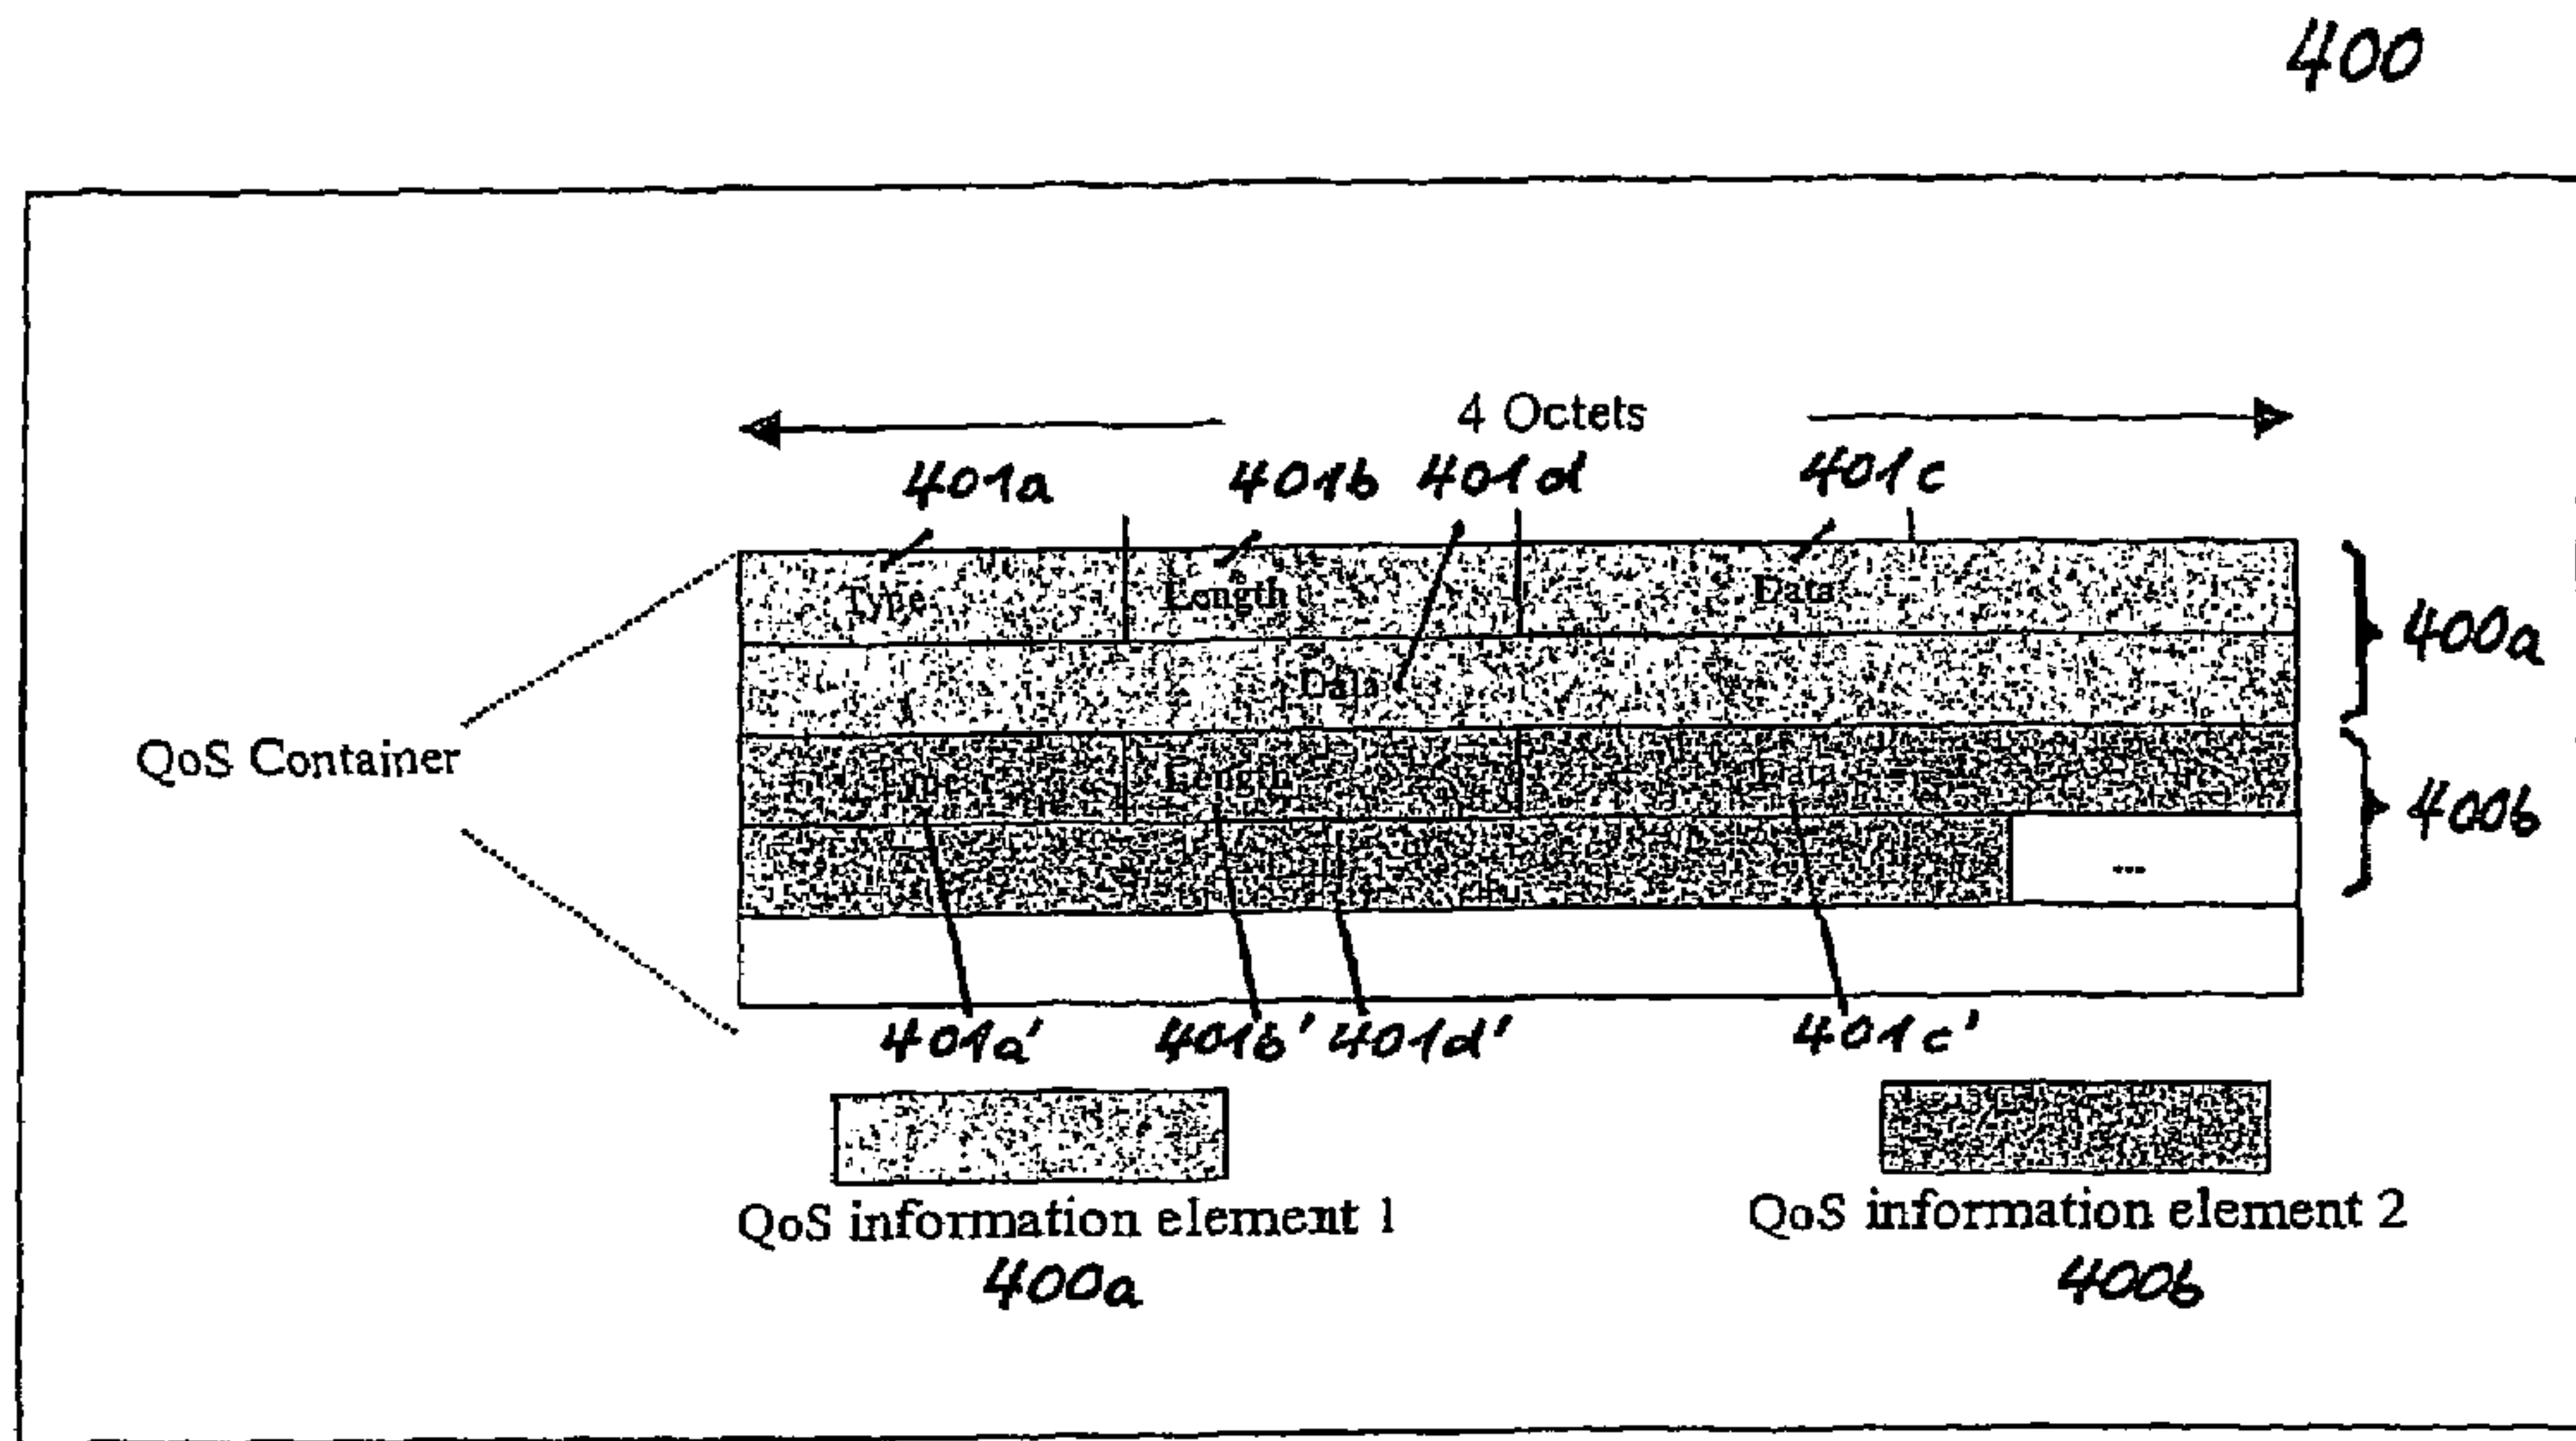 400
4 Octets
401a 401b 401d 401c
Type Length Data
400a
Data
QoS Container
Length Data
400b
...
401a' 401b' 401d' 401c'
QoS information element 1 QoS information element 2
400a 400b